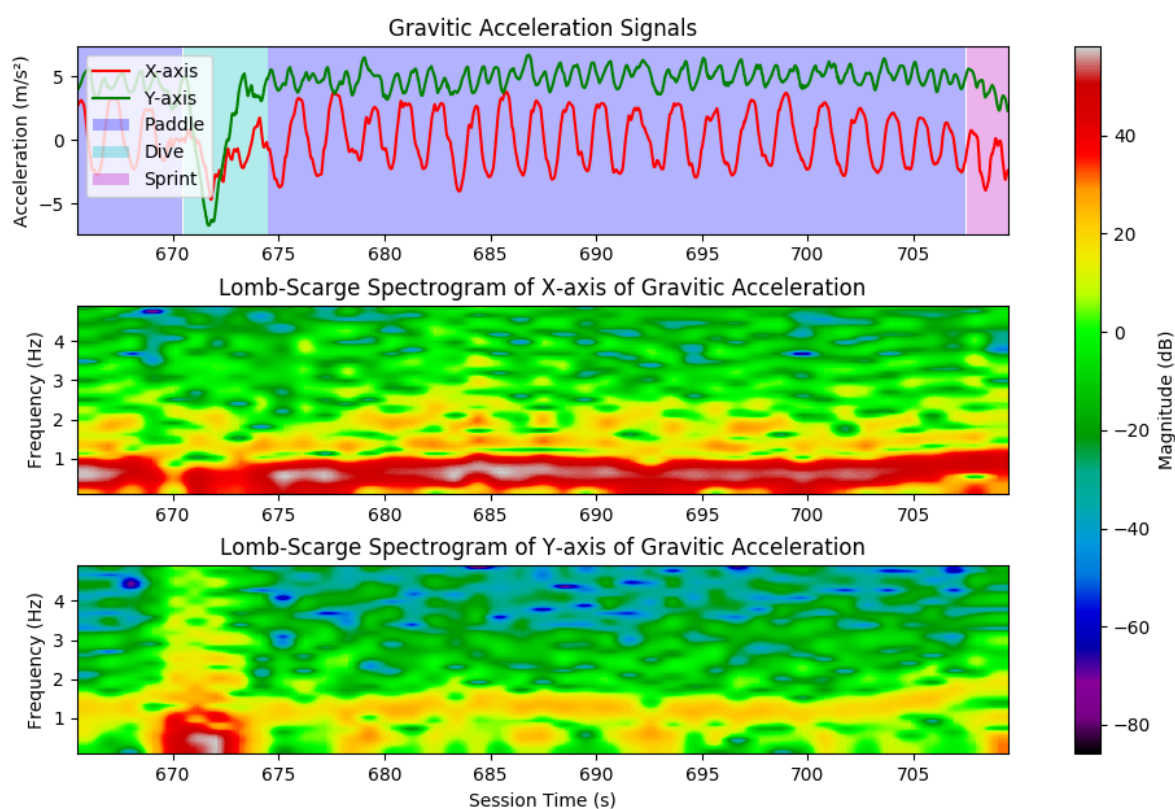 Gravitic Acceleration Signals
Acceleration (m/s²)
5
0
−5
X-axis
Y-axis
Paddle
Dive
Sprint
670 675 680 685 690 695 700 705
Lomb-Scarge Spectrogram of X-axis of Gravitic Acceleration
Frequency (Hz)
4
3
2
1
670 675 680 685 690 695 700 705
Lomb-Scarge Spectrogram of Y-axis of Gravitic Acceleration
Frequency (Hz)
4
3
2
1
670 675 680 685 690 695 700 705
Session Time (s)
40
20
0
−20
−40
−60
−80
Magnitude (dB)